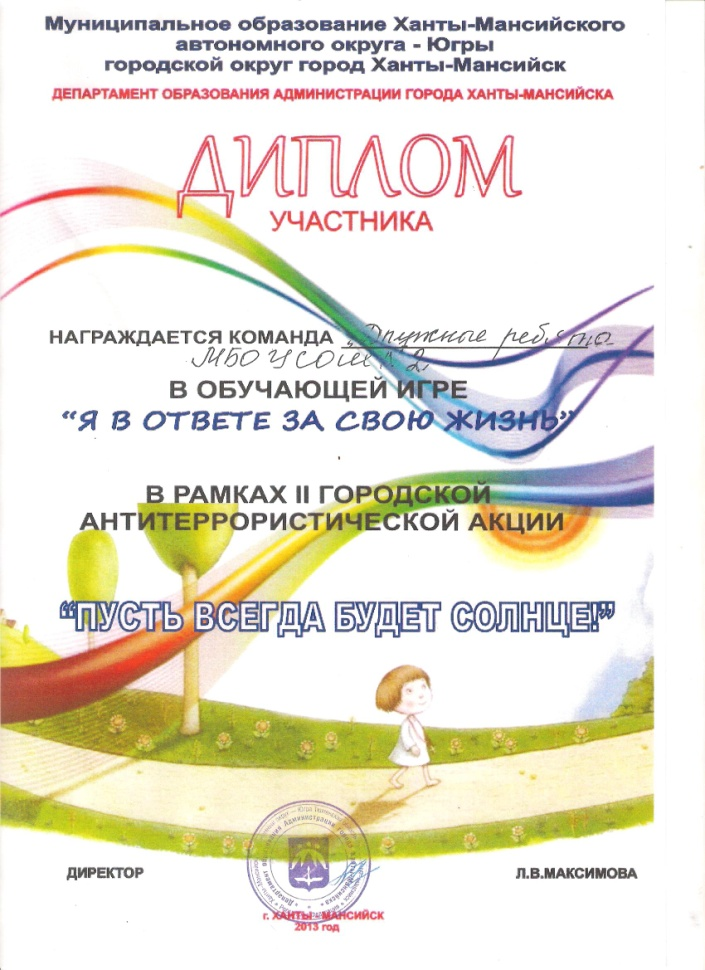 Муниципальное образование Ханты-Мансийского
автономного округа - Югры
городской округ город Ханты-Мансийск
ДЕПАРТАМЕНТ ОБРАЗОВАНИЯ АДМИНИСТРАЦИИ ГОРОДА ХАНТЫ-МАНСИЙСКА
ДИПЛОМ
УЧАСТНИКА
НАГРАЖДАЕТСЯ КОМАНДА „Дружные ребята
МБОУ СОШ № 2
В ОБУЧАЮЩЕЙ ИГРЕ
“Я В ОТВЕТЕ ЗА СВОЮ ЖИЗНЬ”
В РАМКАХ II ГОРОДСКОЙ
АНТИТЕРРОРИСТИЧЕСКОЙ АКЦИИ
“ПУСТЬ ВСЕГДА БУДЕТ СОЛНЦЕ!”
ДИРЕКТОР
Л.В.МАКСИМОВА
г. ХАНТЫ - МАНСИЙСК
2013 год